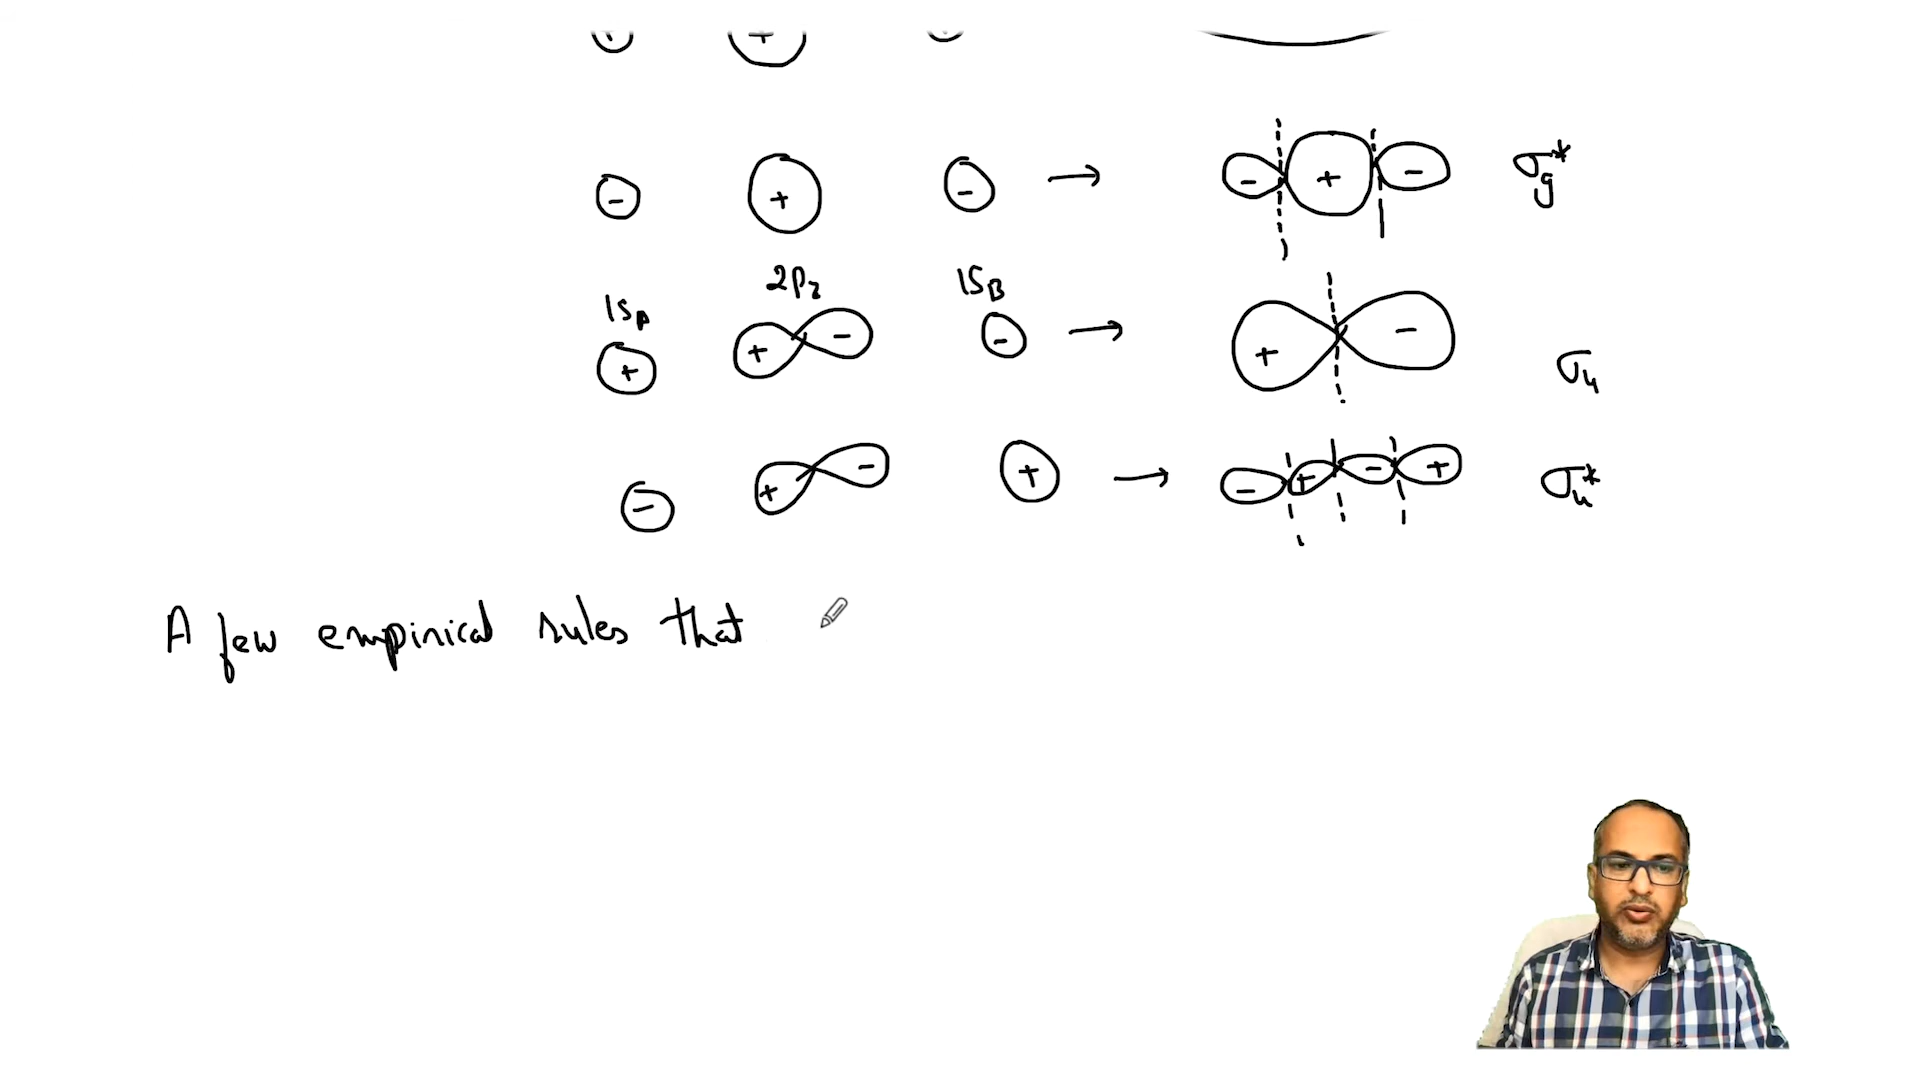 + + +
- + - → - + - σg*
1sA 2pz 1sB
+ + - - → + - σu
- + - + → - + - + σu*
A few empirical rules that